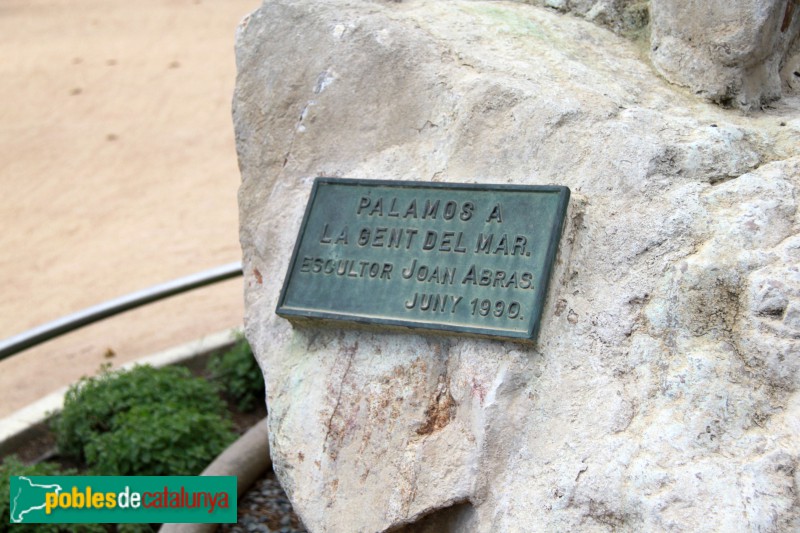 PALAMOS A
LA GENT DEL MAR.
ESCULTOR JOAN ABRAS.
JUNY 1990.
poblesdecatalunya